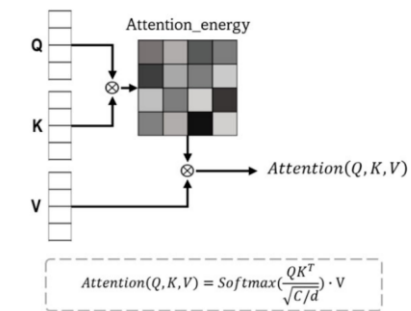 Attention_energy
Q
K
Attention(Q,K,V)
V
Attention(Q,K,V) = Softmax(QK^T/√C/d) · V